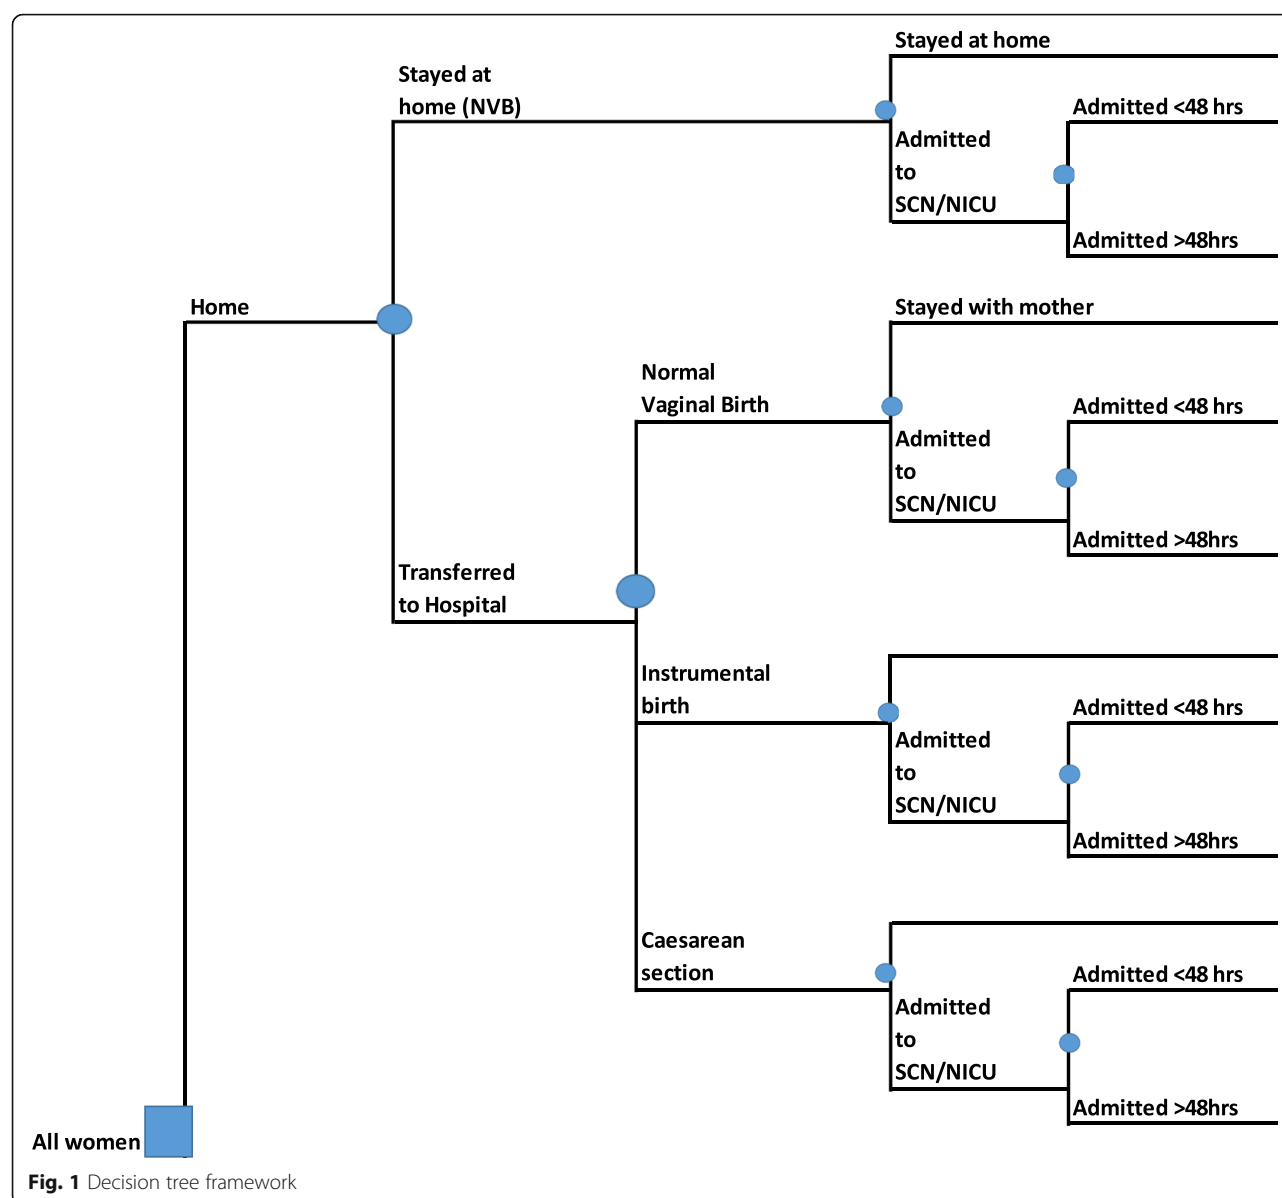 Stayed at home
Stayed at
home (NVB)
Admitted <48 hrs
Admitted
to
SCN/NICU
Admitted >48hrs
Home
Stayed with mother
Normal
Vaginal Birth
Admitted <48 hrs
Admitted
to
SCN/NICU
Admitted >48hrs
Transferred
to Hospital
Instrumental
birth
Admitted <48 hrs
Admitted
to
SCN/NICU
Admitted >48hrs
Caesarean
section
Admitted <48 hrs
Admitted
to
SCN/NICU
Admitted >48hrs
All women
Fig. 1 Decision tree framework